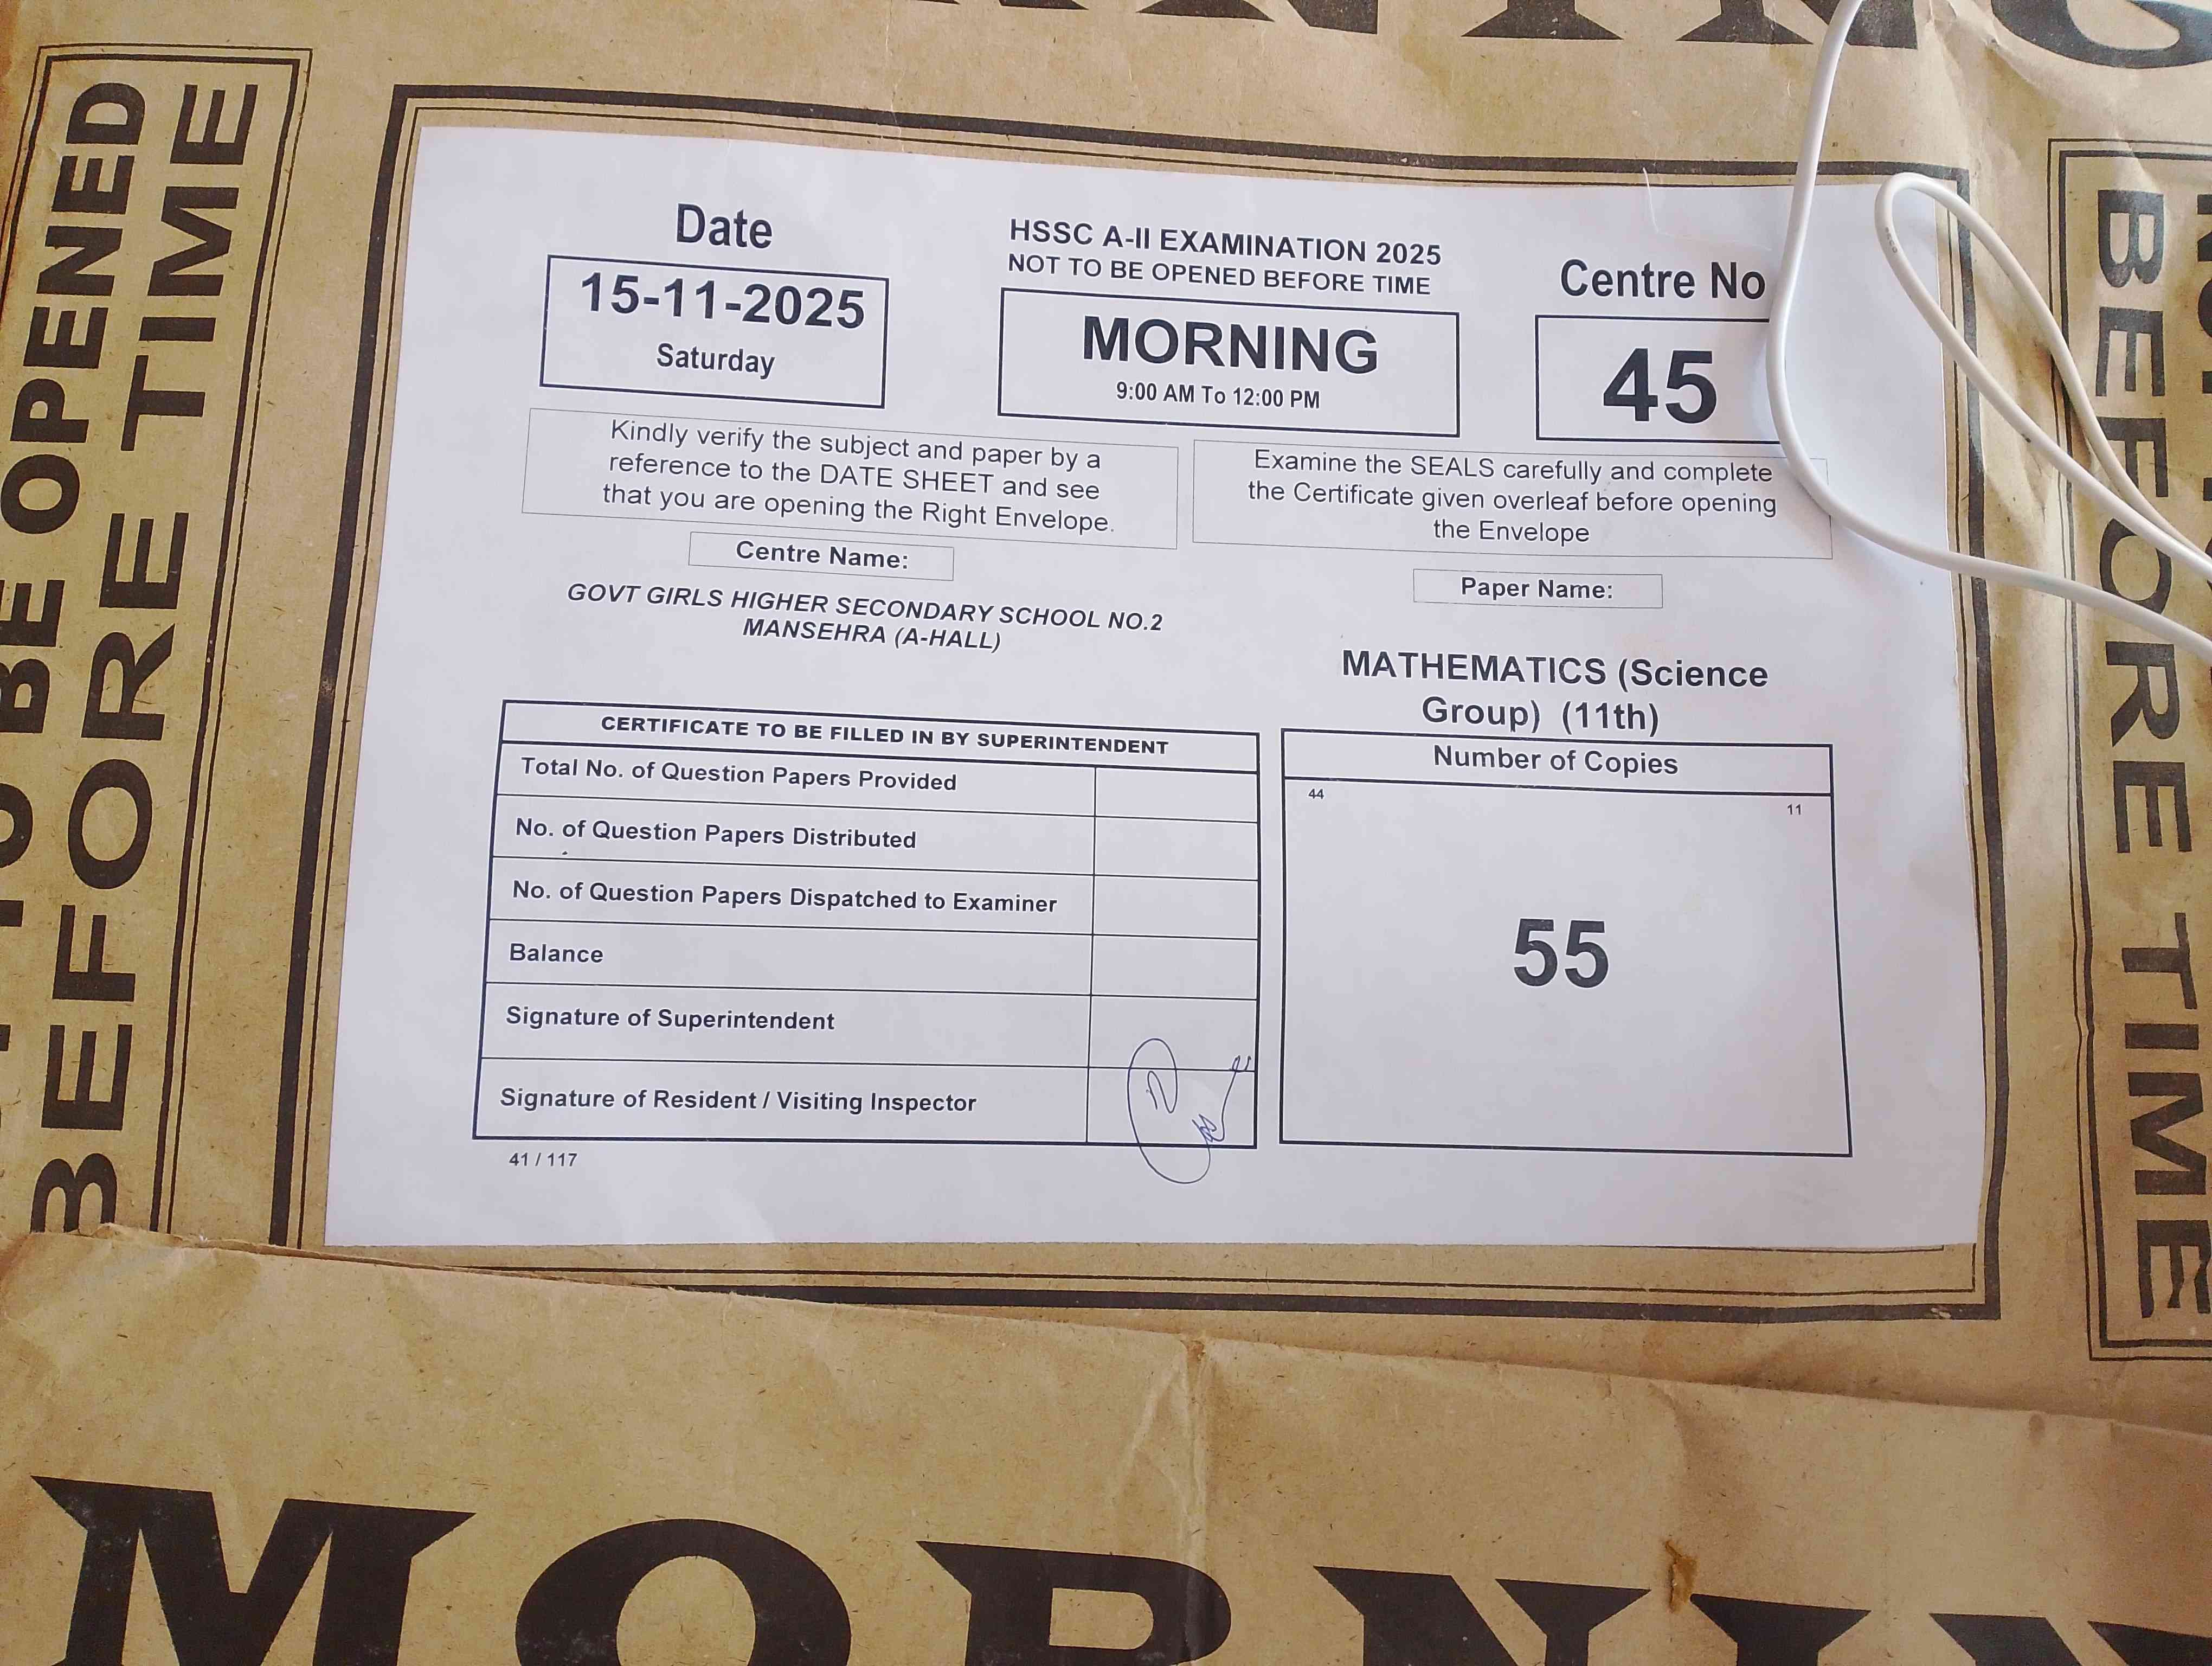 TO BE OPENED
BEFORE TIME
Date
15-11-2025
Saturday
HSSC A-II EXAMINATION 2025
NOT TO BE OPENED BEFORE TIME
MORNING
9:00 AM To 12:00 PM
Centre No
45
Kindly verify the subject and paper by a
reference to the DATE SHEET and see
that you are opening the Right Envelope.
Examine the SEALS carefully and complete
the Certificate given overleaf before opening
the Envelope
Centre Name:
GOVT GIRLS HIGHER SECONDARY SCHOOL NO.2
MANSEHRA (A-HALL)
Paper Name:
MATHEMATICS (Science
Group) (11th)
CERTIFICATE TO BE FILLED IN BY SUPERINTENDENT
Total No. of Question Papers Provided
No. of Question Papers Distributed
No. of Question Papers Dispatched to Examiner
Balance
Signature of Superintendent
Signature of Resident / Visiting Inspector
41 / 117
Number of Copies
44
11
55
BEFORE TIME
MORNIN